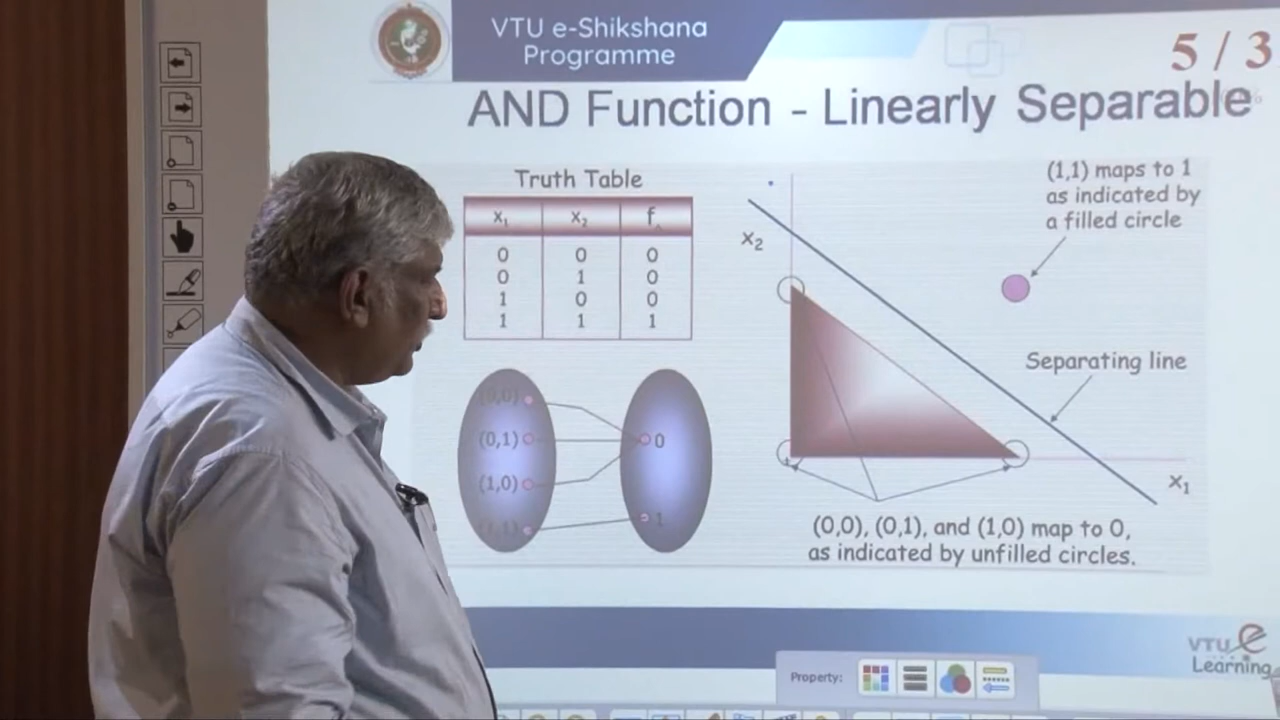 VTU e-Shikshana
Programme
5 / 3
AND Function - Linearly Separable
Truth Table
x₁ x₂ f
0 0 0
0 1 0
1 0 0
1 1 1
(0,0)
(0,1)
(1,0)
(1,1)
0
1
x₂
(1,1) maps to 1
as indicated by
a filled circle
Separating line
x₁
(0,0), (0,1), and (1,0) map to 0,
as indicated by unfilled circles.
VTU e
Learning
Property: